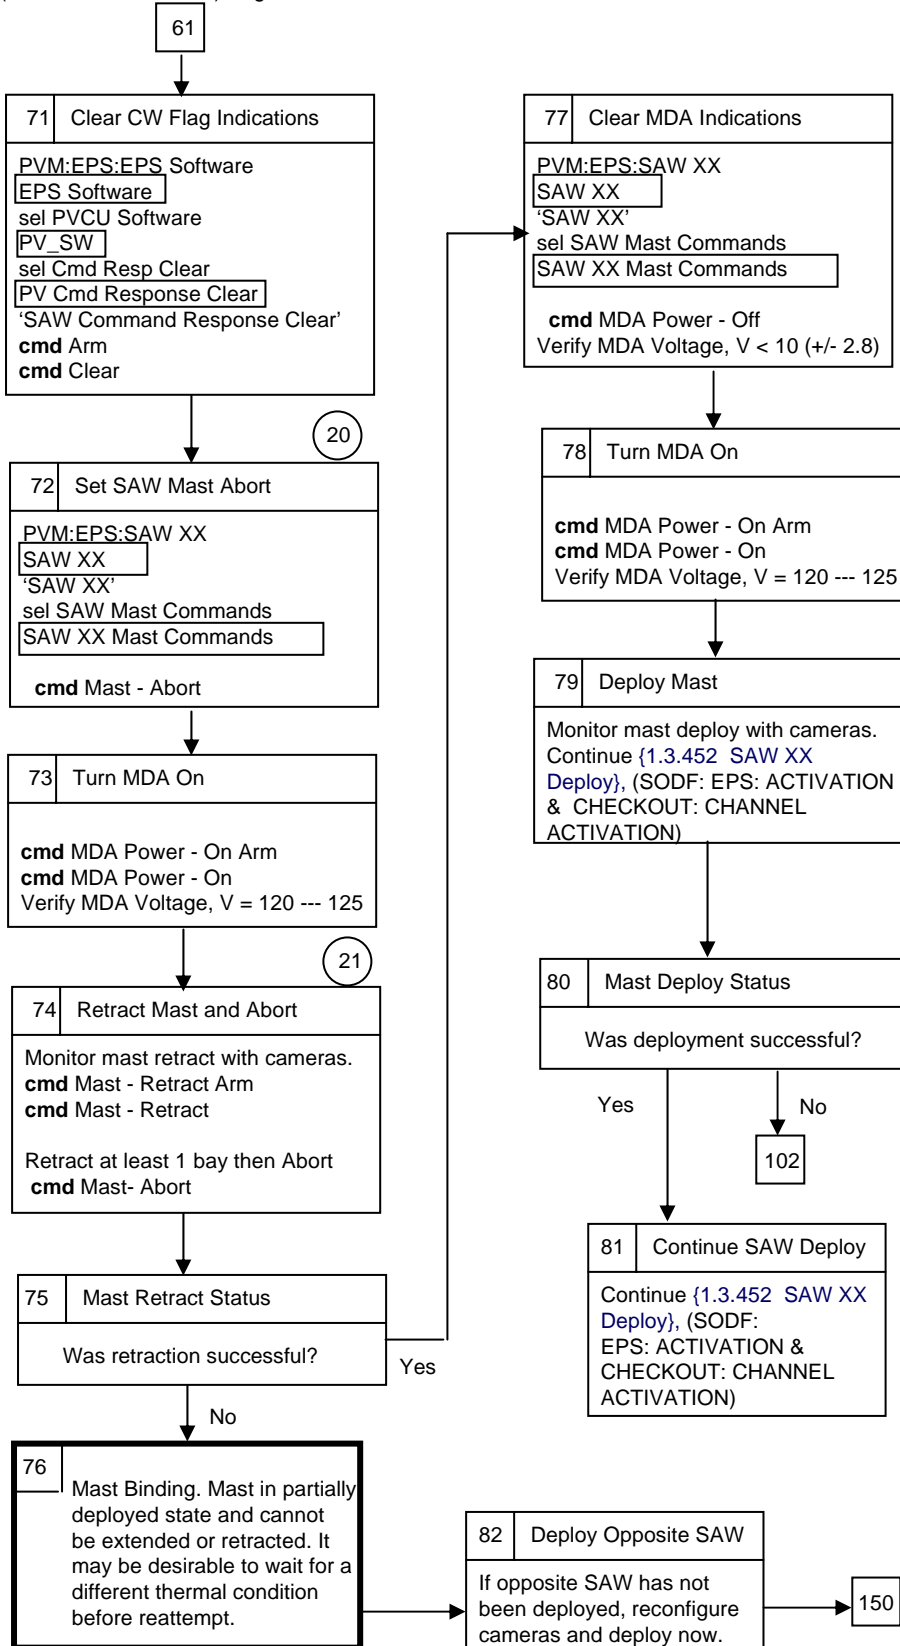 61
71 Clear CW Flag Indications
PVM:EPS:EPS Software
EPS Software
sel PVCU Software
PV_SW
sel Cmd Resp Clear
PV Cmd Response Clear
‘SAW Command Response Clear’
cmd Arm
cmd Clear
20
72 Set SAW Mast Abort
PVM:EPS:SAW XX
SAW XX
‘SAW XX’
sel SAW Mast Commands
SAW XX Mast Commands
cmd Mast - Abort
73 Turn MDA On
cmd MDA Power - On Arm
cmd MDA Power - On
Verify MDA Voltage, V = 120 --- 125
21
74 Retract Mast and Abort
Monitor mast retract with cameras.
cmd Mast - Retract Arm
cmd Mast - Retract
Retract at least 1 bay then Abort
cmd Mast- Abort
75 Mast Retract Status
Was retraction successful?
Yes
No
76
Mast Binding. Mast in partially
deployed state and cannot
be extended or retracted. It
may be desirable to wait for a
different thermal condition
before reattempt.
77 Clear MDA Indications
PVM:EPS:SAW XX
SAW XX
‘SAW XX’
sel SAW Mast Commands
SAW XX Mast Commands
cmd MDA Power - Off
Verify MDA Voltage, V < 10 (+/- 2.8)
78 Turn MDA On
cmd MDA Power - On Arm
cmd MDA Power - On
Verify MDA Voltage, V = 120 --- 125
79 Deploy Mast
Monitor mast deploy with cameras.
Continue {1.3.452 SAW XX
Deploy}, (SODF: EPS: ACTIVATION
& CHECKOUT: CHANNEL
ACTIVATION)
80 Mast Deploy Status
Was deployment successful?
Yes
No
102
81 Continue SAW Deploy
Continue {1.3.452 SAW XX
Deploy}, (SODF:
EPS: ACTIVATION &
CHECKOUT: CHANNEL
ACTIVATION)
82 Deploy Opposite SAW
If opposite SAW has not
been deployed, reconfigure
cameras and deploy now.
150